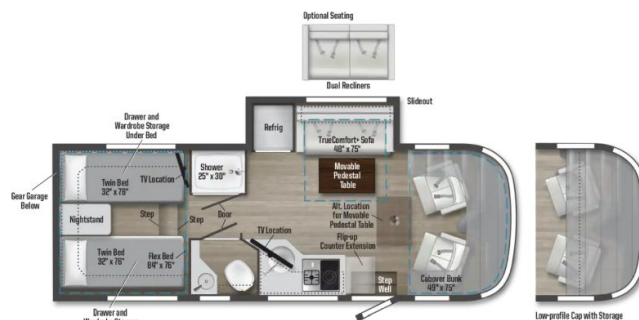 Optional Seating
Dual Recliners
Slideout
Drawer and
Wardrobe Storage
Under Bed
Refrig
TrueComfort+ Sofa
48" x 75"
Gear Garage
Below
Twin Bed
32" x 78"
TV Location
Shower
25" x 30"
Movable
Pedestal
Table
Nightstand
Step
Step
Door
Alt. Location
for Movable
Pedestal Table
TV Location
Flip-up
Counter Extension
Twin Bed
32" x 76"
Flex Bed
84" x 76"
Step
Well
Cabover Bunk
49" x 75"
Drawer and
Low-profile Cap with Storage